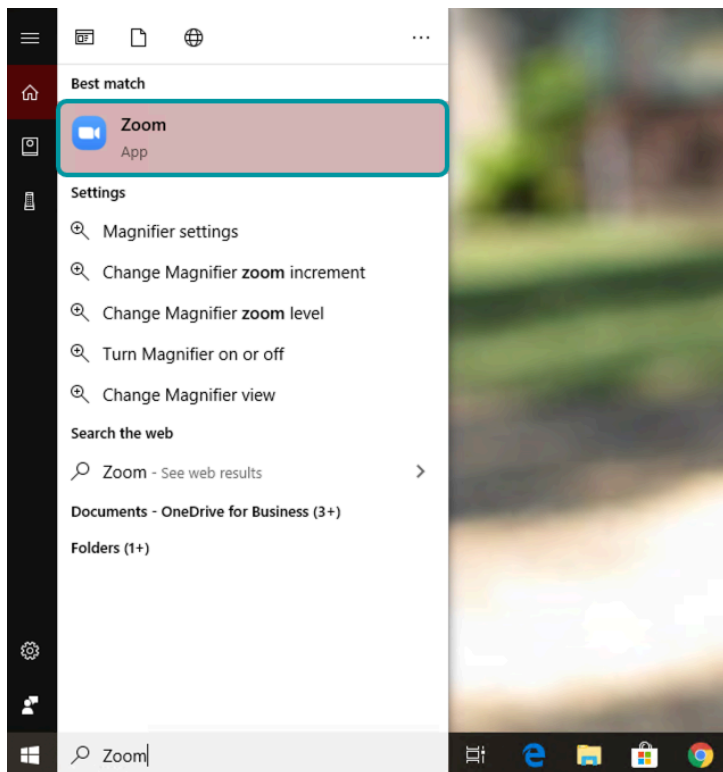 Best match
Zoom
App
Settings
Magnifier settings
Change Magnifier zoom increment
Change Magnifier zoom level
Turn Magnifier on or off
Change Magnifier view
Search the web
Zoom - See web results
Documents - OneDrive for Business (3+)
Folders (1+)
Zoom